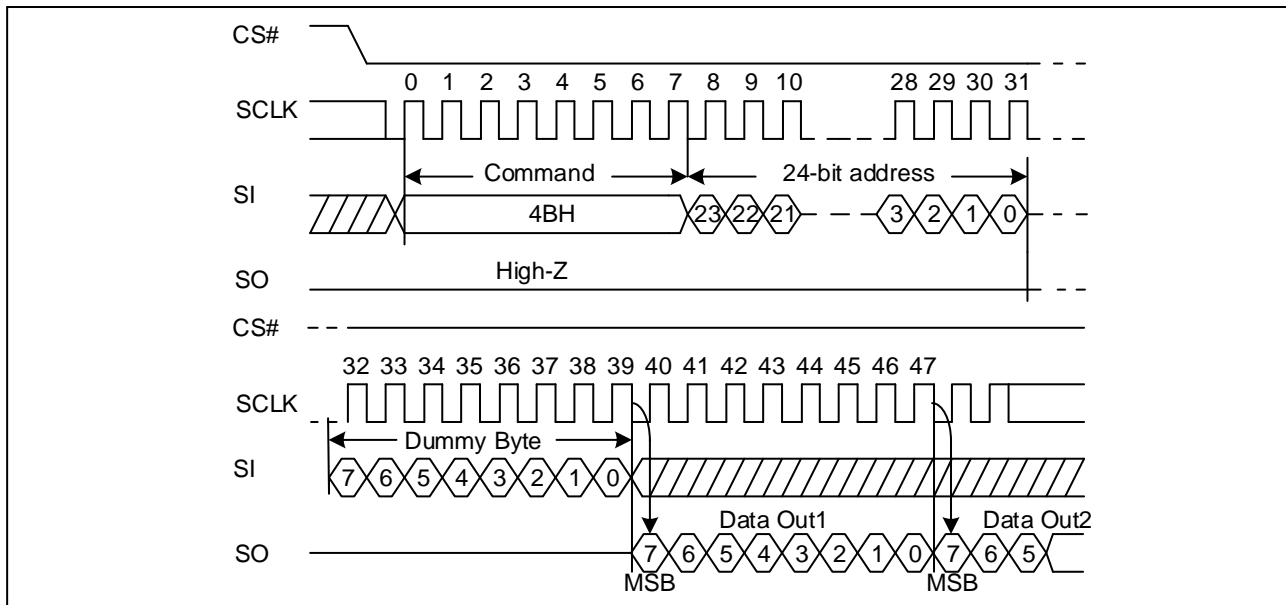 CS#
0 1 2 3 4 5 6 7 8 9 10 28 29 30 31
SCLK
Command 24-bit address
SI
4BH 23 22 21 3 2 1 0
High-Z
SO
CS#
32 33 34 35 36 37 38 39 40 41 42 43 44 45 46 47
SCLK
Dummy Byte
SI
7 6 5 4 3 2 1 0
Data Out1 Data Out2
SO
7 6 5 4 3 2 1 0 7 6 5
MSB MSB